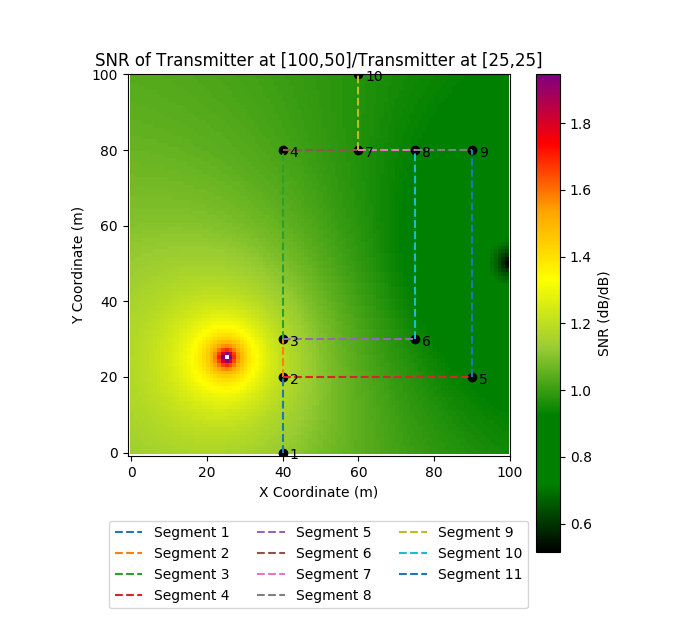 SNR of Transmitter at [100,50]/Transmitter at [25,25]
100
80
60
40
20
0
Y Coordinate (m)
10
4
7
8
9
3
6
2
5
1
0
20
40
60
80
100
X Coordinate (m)
1.8
1.6
1.4
1.2
1.0
0.8
0.6
SNR (dB/dB)
Segment 1
Segment 2
Segment 3
Segment 4
Segment 5
Segment 6
Segment 7
Segment 8
Segment 9
Segment 10
Segment 11